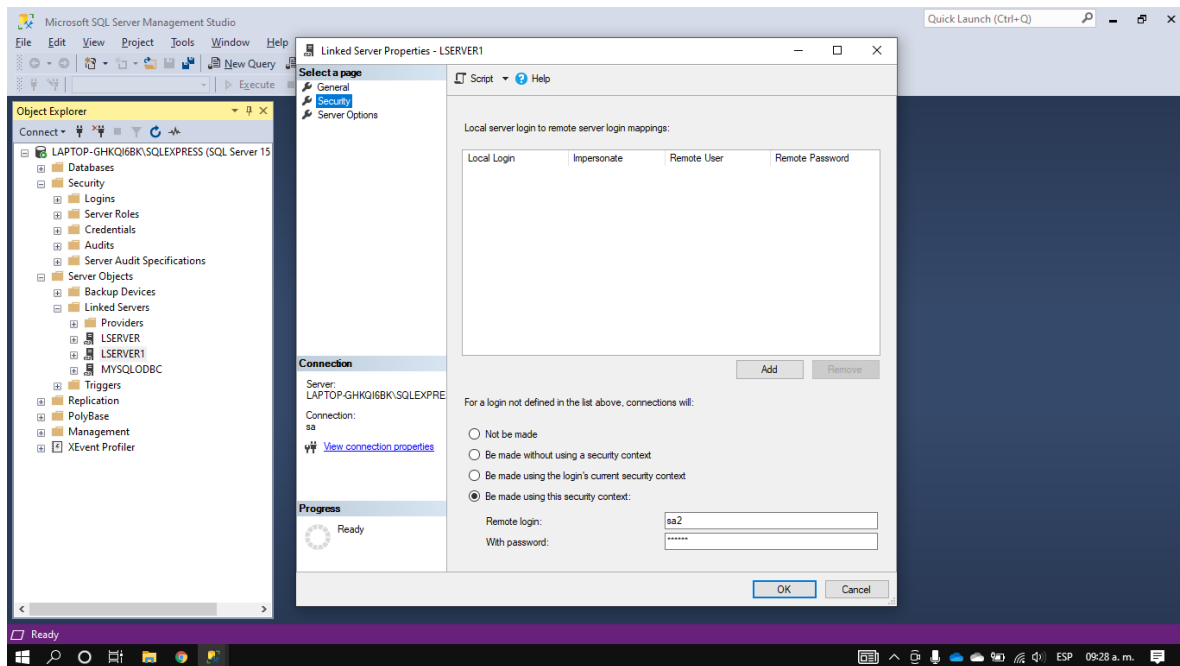 Microsoft SQL Server Management Studio
Quick Launch (Ctrl+Q)
File Edit View Project Tools Window Help
New Query
Execute
Object Explorer
Connect
LAPTOP-GHKQI6BK\SQLEXPRESS (SQL Server 15
Databases
Security
Logins
Server Roles
Credentials
Audits
Server Audit Specifications
Server Objects
Backup Devices
Linked Servers
Providers
LSERVER
LSERVER1
MYSQLODBC
Triggers
Replication
PolyBase
Management
XEvent Profiler
Linked Server Properties - LSERVER1
Select a page
General
Security
Server Options
Connection
Server:
LAPTOP-GHKQI6BK\SQLEXPRE
Connection:
sa
View connection properties
Progress
Ready
Script Help
Local server login to remote server login mappings:
Local Login Impersonate Remote User Remote Password
Add Remove
For a login not defined in the list above, connections will:
Not be made
Be made without using a security context
Be made using the login's current security context
Be made using this security context:
Remote login: sa2
With password: ******
OK Cancel
Ready
ESP 09:28 a. m.